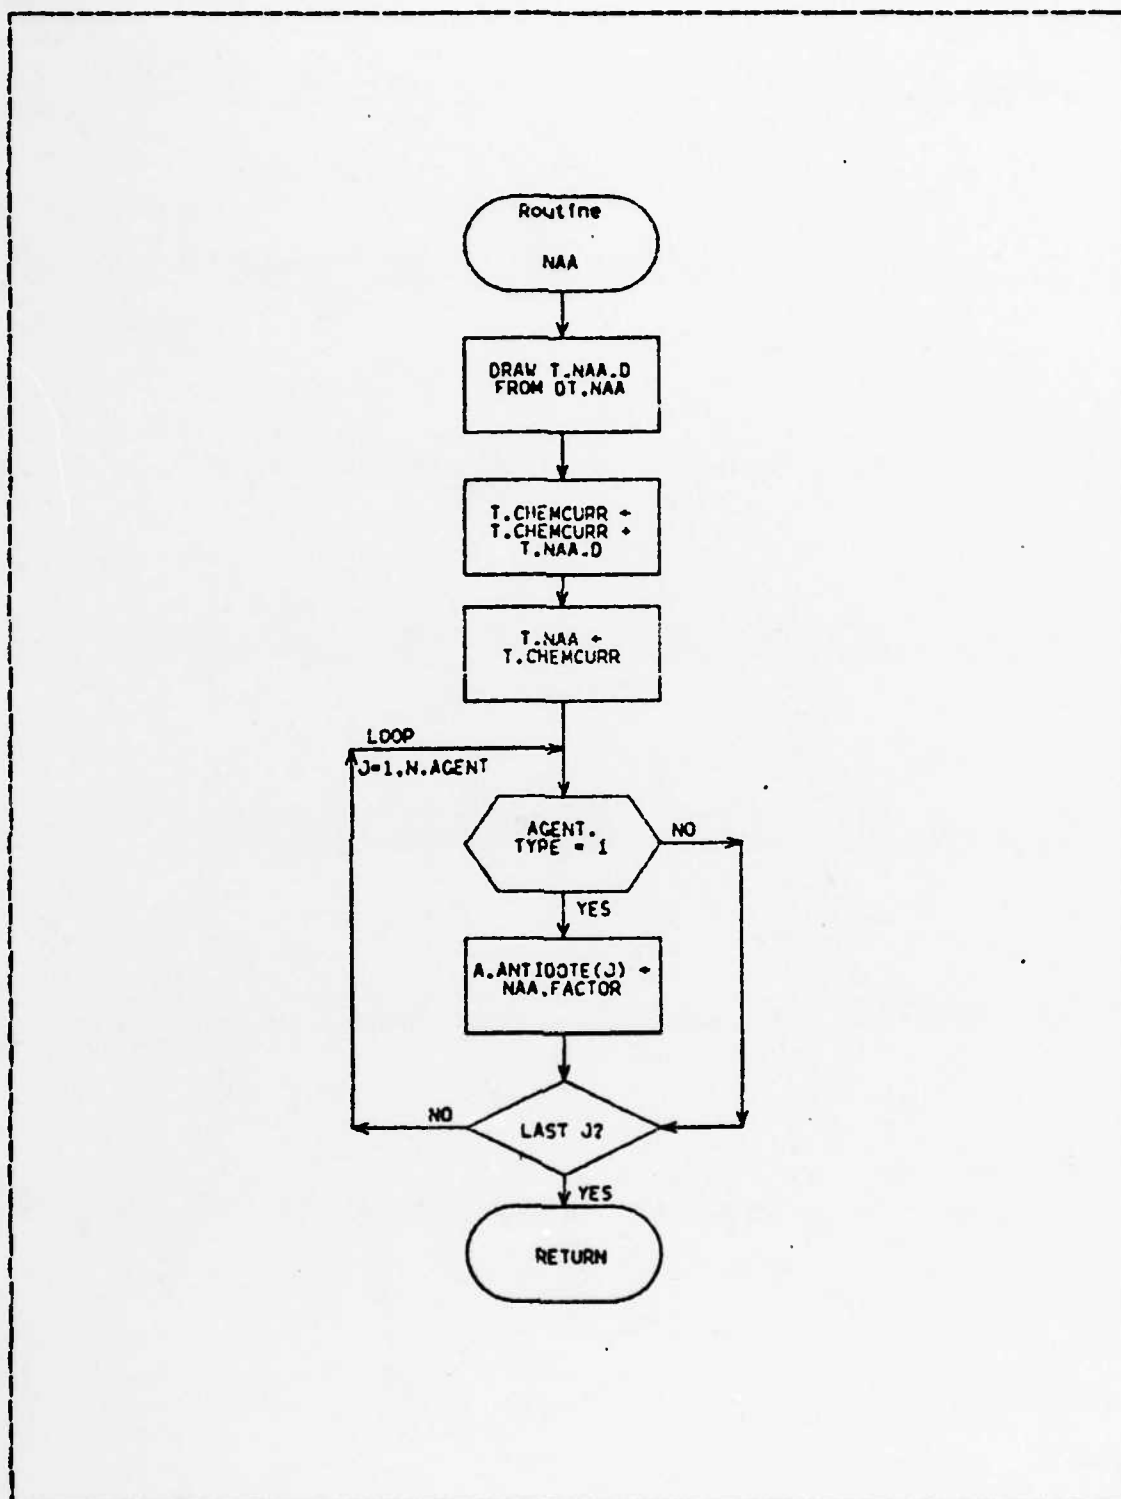 Routine
NAA
DRAW T.NAA.D
FROM DT.NAA
T.CHEMCURR ←
T.CHEMCURR +
T.NAA.D
T.NAA ←
T.CHEMCURR
LOOP
J=1,N.AGENT
AGENT.
TYPE = 1
NO
YES
A.ANTIDOTE(J) ←
NAA.FACTOR
NO
LAST J?
YES
RETURN